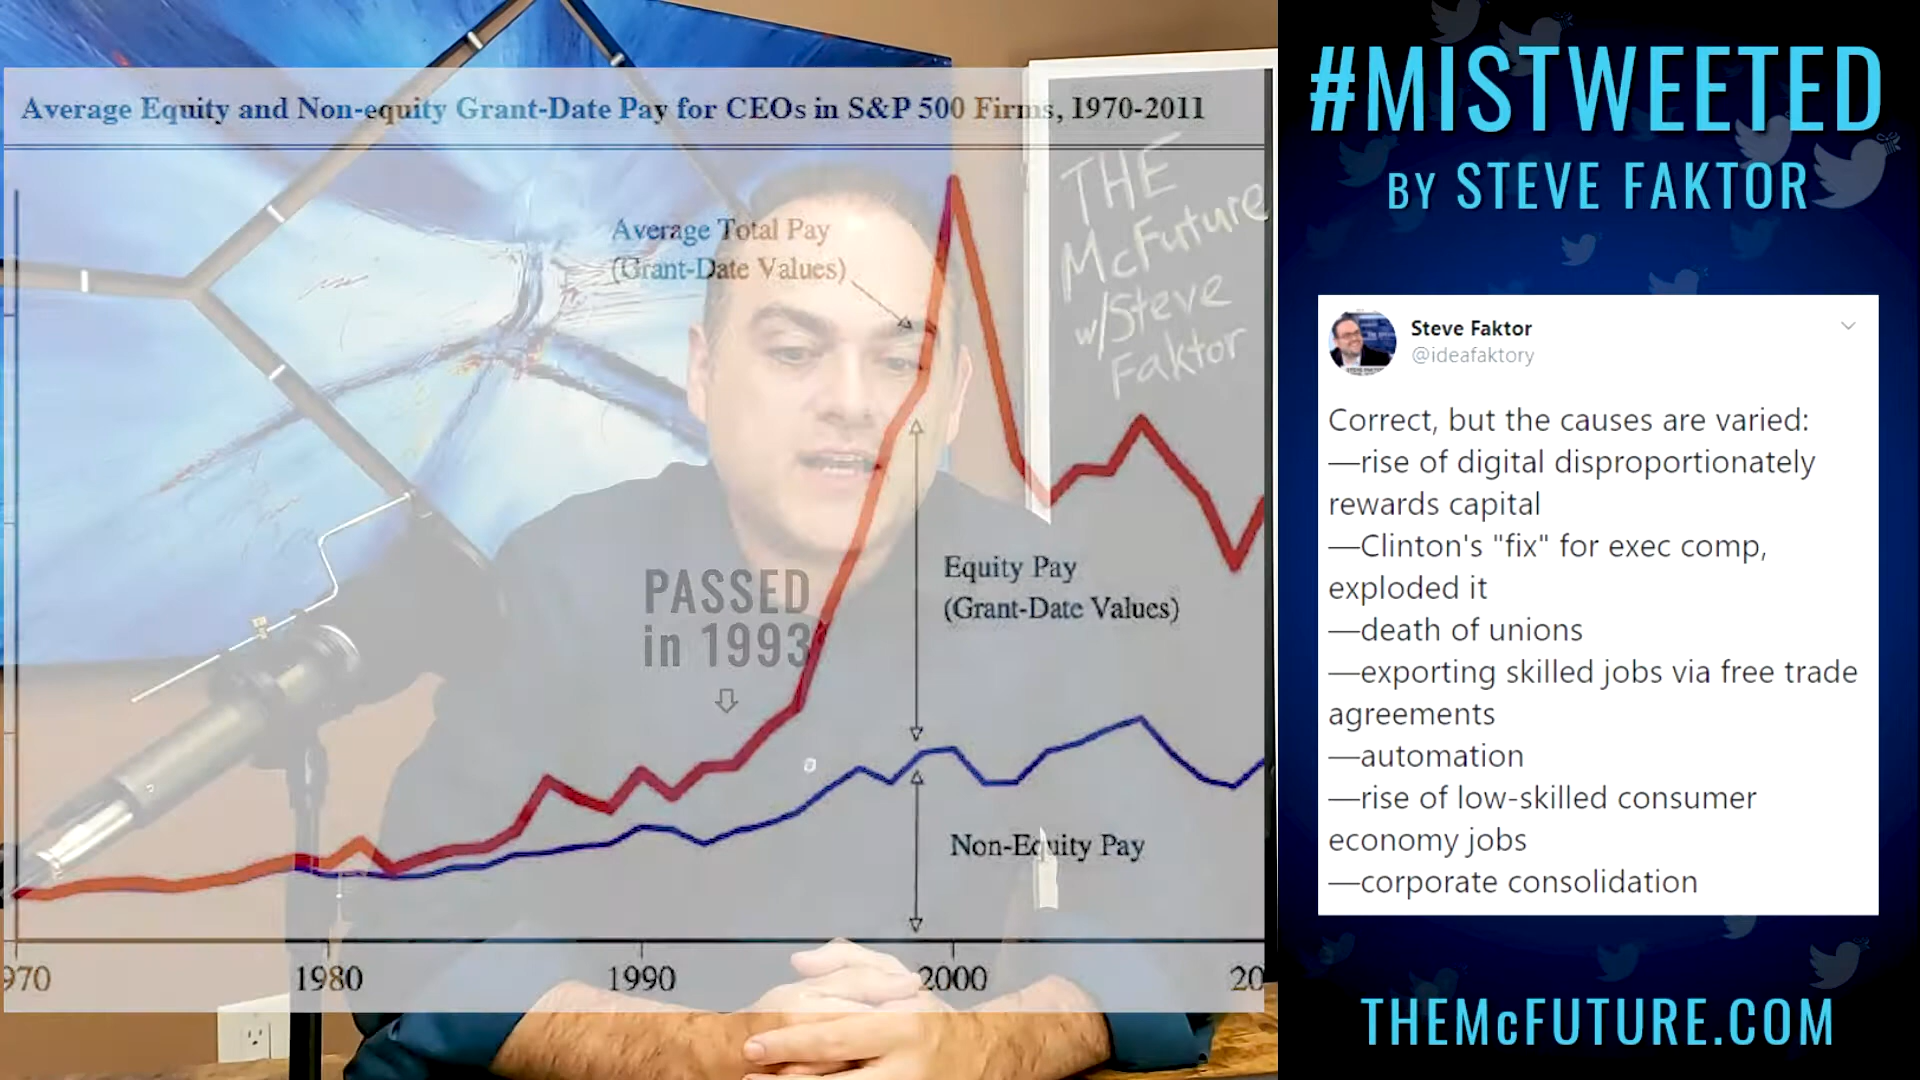 Average Equity and Non-equity Grant-Date Pay for CEOs in S&P 500 Firms, 1970-2011
Average Total Pay
(Grant-Date Values)
THE
McFuture
w/Steve
Faktor
Equity Pay
(Grant-Date Values)
PASSED
in 1993
Non-Equity Pay
970
1980
1990
2000
20
#MISTWEETED
BY STEVE FAKTOR
Steve Faktor
@ideafaktory
Correct, but the causes are varied:
—rise of digital disproportionately
rewards capital
—Clinton's "fix" for exec comp,
exploded it
—death of unions
—exporting skilled jobs via free trade
agreements
—automation
—rise of low-skilled consumer
economy jobs
—corporate consolidation
THEMcFUTURE.COM